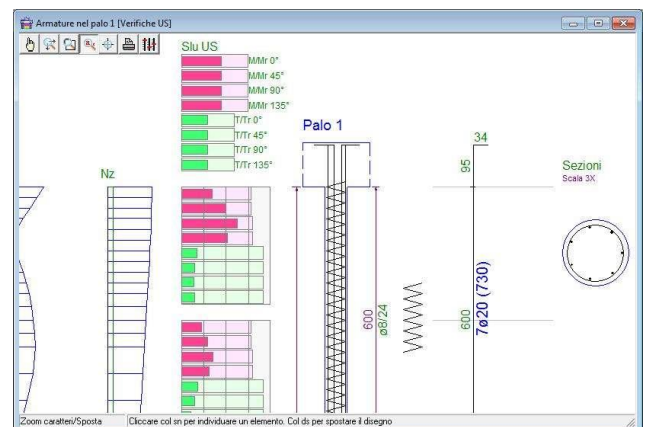 Armature nel palo 1 [Verifiche US]
Slu US
M/Mr 0°
M/Mr 45°
M/Mr 90°
M/Mr 135°
T/Tr 0°
T/Tr 45°
T/Tr 90°
T/Tr 135°
Nz
Palo 1
34
95
Sezioni
Scala 3X
600
ø8/24
600
7ø20 (730)
Zoom caratteri/Sposta
Cliccare col sn per individuare un elemento. Col ds per spostare il disegno